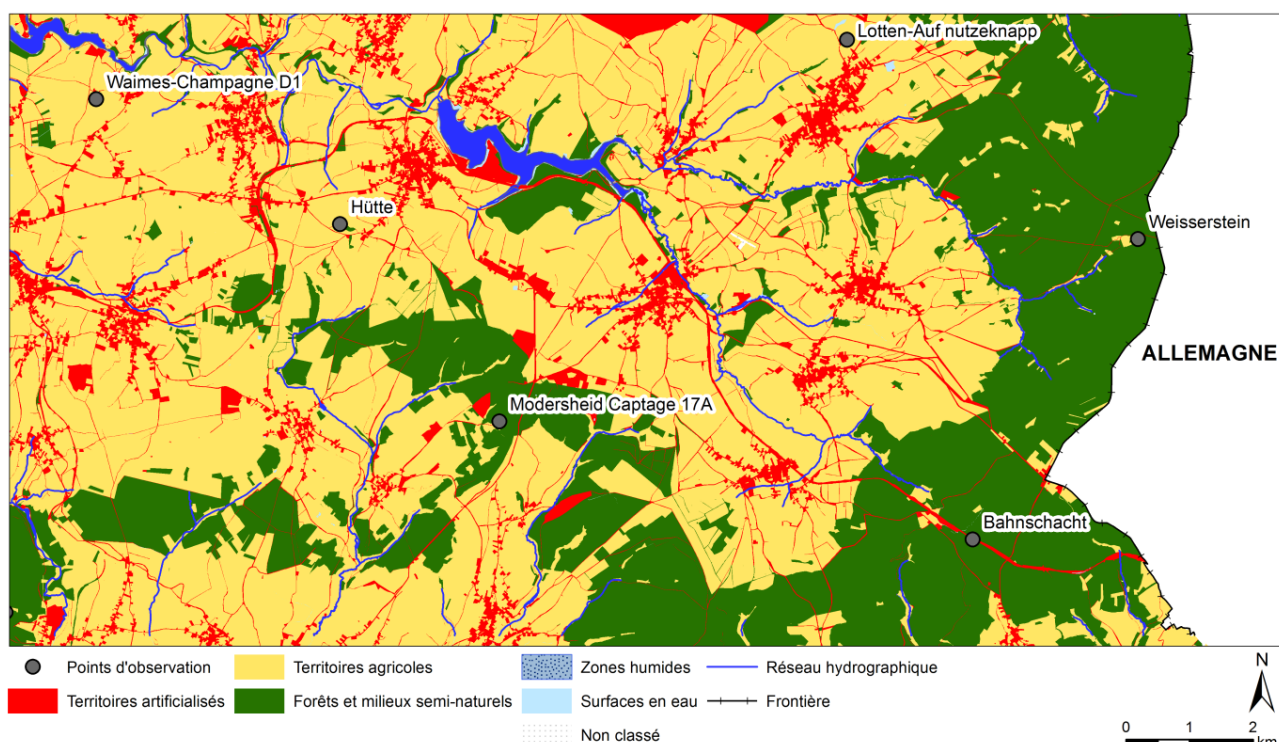 Lotten-Auf nutzeknapp
Waimes-Champagne D1
Hütte
Weisserstein
ALLEMAGNE
Modersheid Captage 17A
Bahnschacht
Points d'observation
Territoires agricoles
Zones humides
Réseau hydrographique
Territoires artificialisés
Forêts et milieux semi-naturels
Surfaces en eau
Frontière
Non classé
N
0 1 2
km